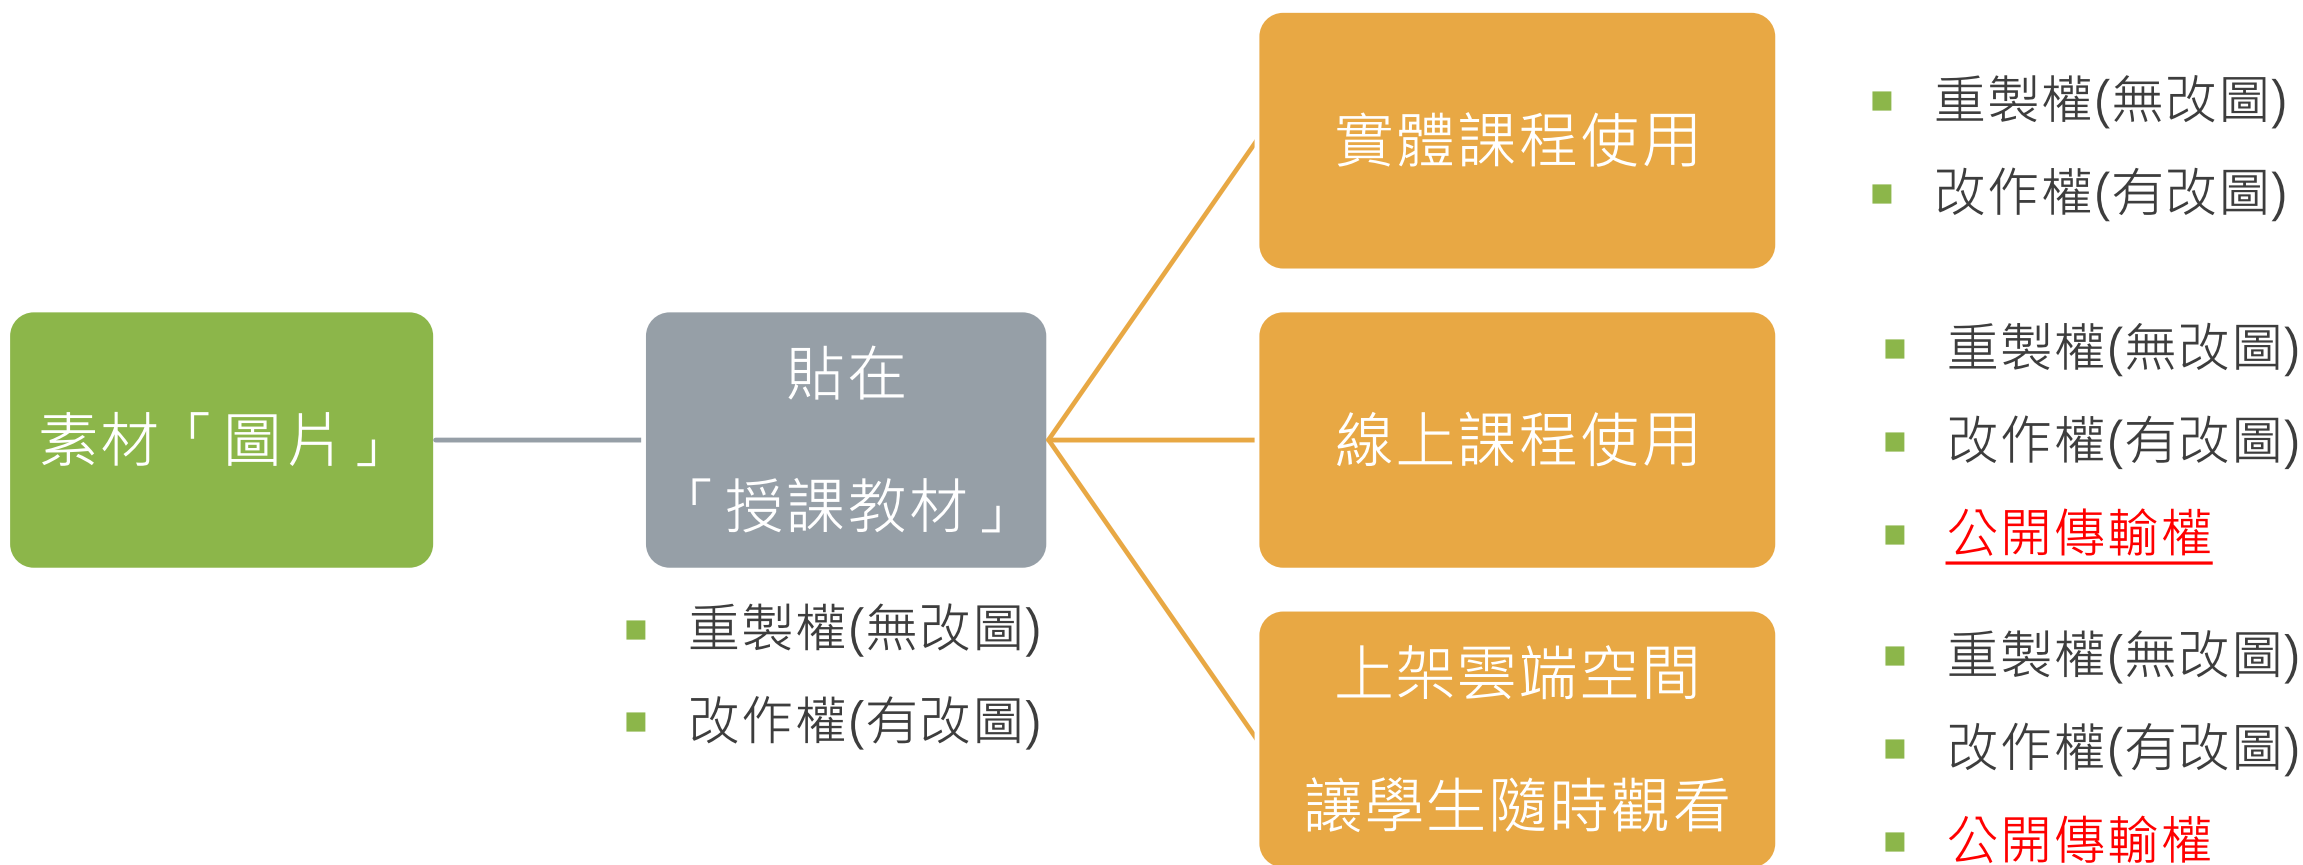 素材「圖片」
貼在
「授課教材」
重製權(無改圖)
改作權(有改圖)
實體課程使用
重製權(無改圖)
改作權(有改圖)
線上課程使用
重製權(無改圖)
改作權(有改圖)
公開傳輸權
上架雲端空間
讓學生隨時觀看
重製權(無改圖)
改作權(有改圖)
公開傳輸權